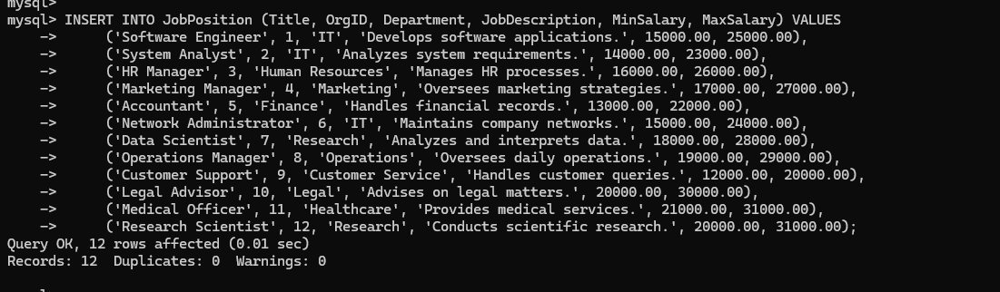 mysql>
mysql> INSERT INTO JobPosition (Title, OrgID, Department, JobDescription, MinSalary, MaxSalary) VALUES
    ->      ('Software Engineer', 1, 'IT', 'Develops software applications.', 15000.00, 25000.00),
    ->      ('System Analyst', 2, 'IT', 'Analyzes system requirements.', 14000.00, 23000.00),
    ->      ('HR Manager', 3, 'Human Resources', 'Manages HR processes.', 16000.00, 26000.00),
    ->      ('Marketing Manager', 4, 'Marketing', 'Oversees marketing strategies.', 17000.00, 27000.00),
    ->      ('Accountant', 5, 'Finance', 'Handles financial records.', 13000.00, 22000.00),
    ->      ('Network Administrator', 6, 'IT', 'Maintains company networks.', 15000.00, 24000.00),
    ->      ('Data Scientist', 7, 'Research', 'Analyzes and interprets data.', 18000.00, 28000.00),
    ->      ('Operations Manager', 8, 'Operations', 'Oversees daily operations.', 19000.00, 29000.00),
    ->      ('Customer Support', 9, 'Customer Service', 'Handles customer queries.', 12000.00, 20000.00),
    ->      ('Legal Advisor', 10, 'Legal', 'Advises on legal matters.', 20000.00, 30000.00),
    ->      ('Medical Officer', 11, 'Healthcare', 'Provides medical services.', 21000.00, 31000.00),
    ->      ('Research Scientist', 12, 'Research', 'Conducts scientific research.', 20000.00, 31000.00);
Query OK, 12 rows affected (0.01 sec)
Records: 12  Duplicates: 0  Warnings: 0